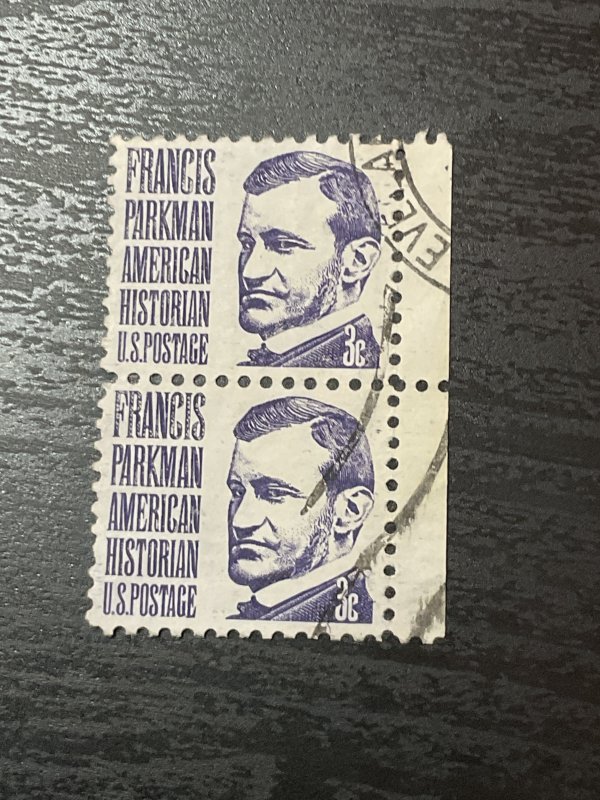 FRANCIS
PARKMAN
AMERICAN
HISTORIAN
U.S.POSTAGE
3c
FRANCIS
PARKMAN
AMERICAN
HISTORIAN
U.S.POSTAGE
3c